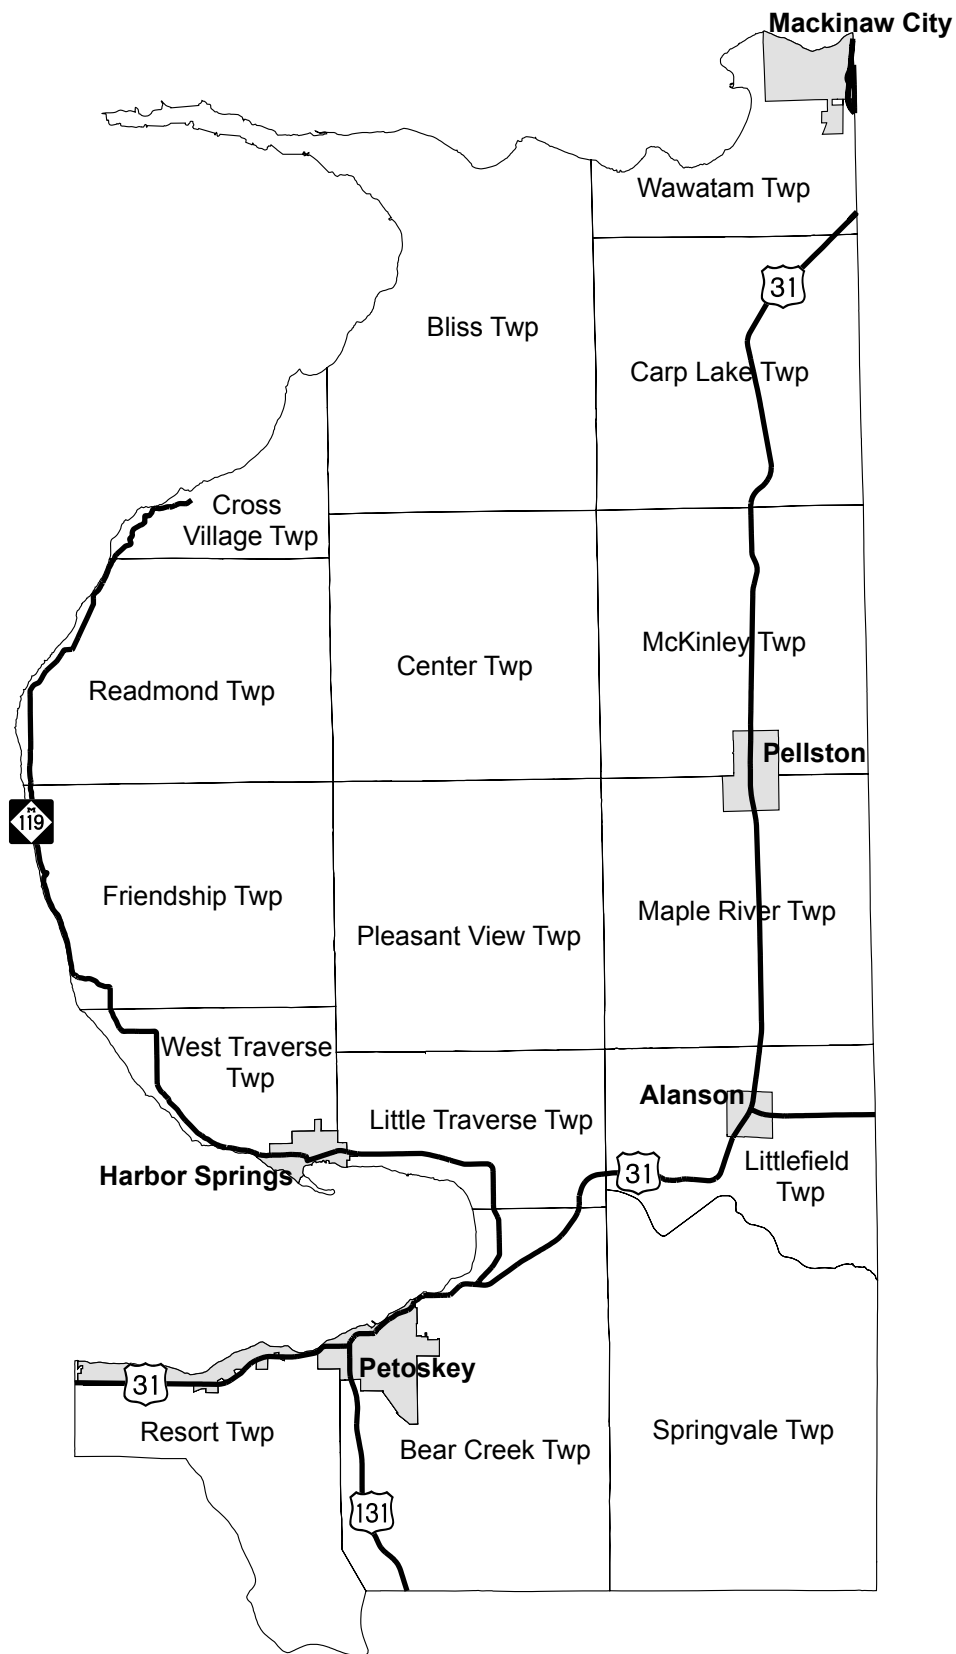 Mackinaw City
Wawatam Twp
31
Bliss Twp
Carp Lake Twp
Cross
Village Twp
McKinley Twp
Center Twp
Readmond Twp
Pellston
M
119
Friendship Twp
Maple River Twp
Pleasant View Twp
West Traverse
Twp
Alanson
Little Traverse Twp
Harbor Springs
31
Littlefield
Twp
Petoskey
31
Resort Twp
Bear Creek Twp
Springvale Twp
131